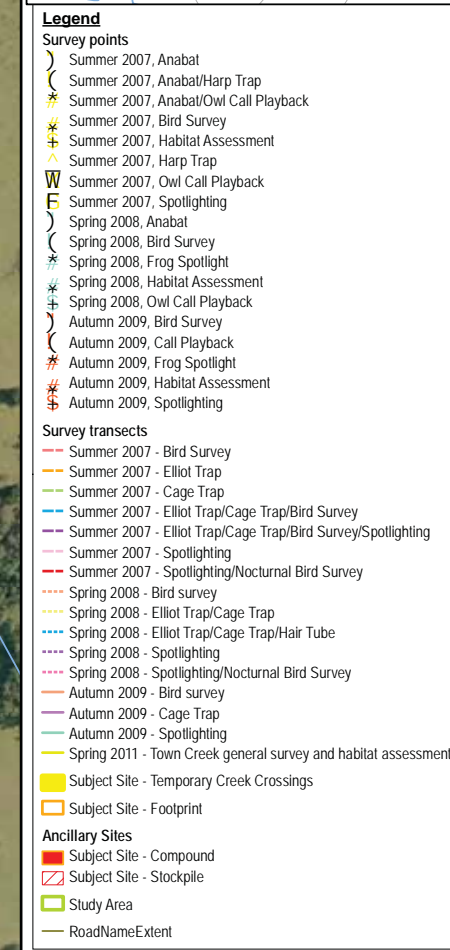 Legend
Survey points
Summer 2007, Anabat
Summer 2007, Anabat/Harp Trap
Summer 2007, Anabat/Owl Call Playback
Summer 2007, Bird Survey
Summer 2007, Habitat Assessment
Summer 2007, Harp Trap
Summer 2007, Owl Call Playback
Summer 2007, Spotlighting
Spring 2008, Anabat
Spring 2008, Bird Survey
Spring 2008, Frog Spotlight
Spring 2008, Habitat Assessment
Spring 2008, Owl Call Playback
Autumn 2009, Bird Survey
Autumn 2009, Call Playback
Autumn 2009, Frog Spotlight
Autumn 2009, Habitat Assessment
Autumn 2009, Spotlighting
Survey transects
Summer 2007 - Bird Survey
Summer 2007 - Elliot Trap
Summer 2007 - Cage Trap
Summer 2007 - Elliot Trap/Cage Trap/Bird Survey
Summer 2007 - Elliot Trap/Cage Trap/Bird Survey/Spotlighting
Summer 2007 - Spotlighting
Summer 2007 - Spotlighting/Nocturnal Bird Survey
Spring 2008 - Bird survey
Spring 2008 - Elliot Trap/Cage Trap
Spring 2008 - Elliot Trap/Cage Trap/Hair Tube
Spring 2008 - Spotlighting
Spring 2008 - Spotlighting/Nocturnal Bird Survey
Autumn 2009 - Bird survey
Autumn 2009 - Cage Trap
Autumn 2009 - Spotlighting
Spring 2011 - Town Creek general survey and habitat assessment
Subject Site - Temporary Creek Crossings
Subject Site - Footprint
Ancillary Sites
Subject Site - Compound
Subject Site - Stockpile
Study Area
RoadNameExtent